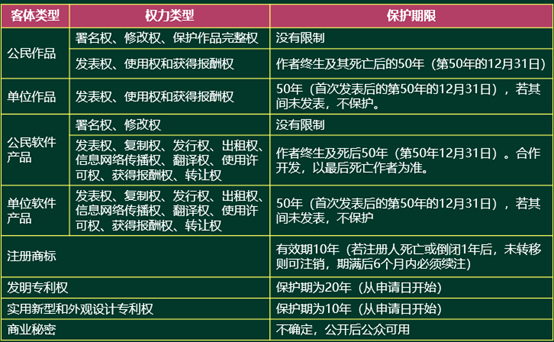 客体类型 权力类型 保护期限
公民作品
署名权、修改权、保护作品完整权 没有限制
发表权、使用权和获得报酬权 作者终生及其死亡后的50年（第50年的12月31日）
单位作品 发表权、使用权和获得报酬权
50年（首次发表后的第50年的12月31日），若其
间未发表，不保护。
公民软件
产品
署名权、修改权 没有限制
发表权、复制权、发行权、出租权、
信息网络传播权、翻译权、使用许
可权、获得报酬权、转让权
作者终生及死后50年（第50年12月31日）。合作
开发，以最后死亡作者为准。
单位软件
产品
发表权、复制权、发行权、出租权、
信息网络传播权、翻译权、使用许
可权、获得报酬权、转让权
50年（首次发表后的第50年的12月31日），若其
间未发表，不保护
注册商标
有效期10年（若注册人死亡或倒闭1年后，未转移
则可注销，期满后6个月内必须续注）
发明专利权 保护期为20年（从申请日开始）
实用新型和外观设计专利权 保护期为10年（从申请日开始）
商业秘密 不确定，公开后公众可用